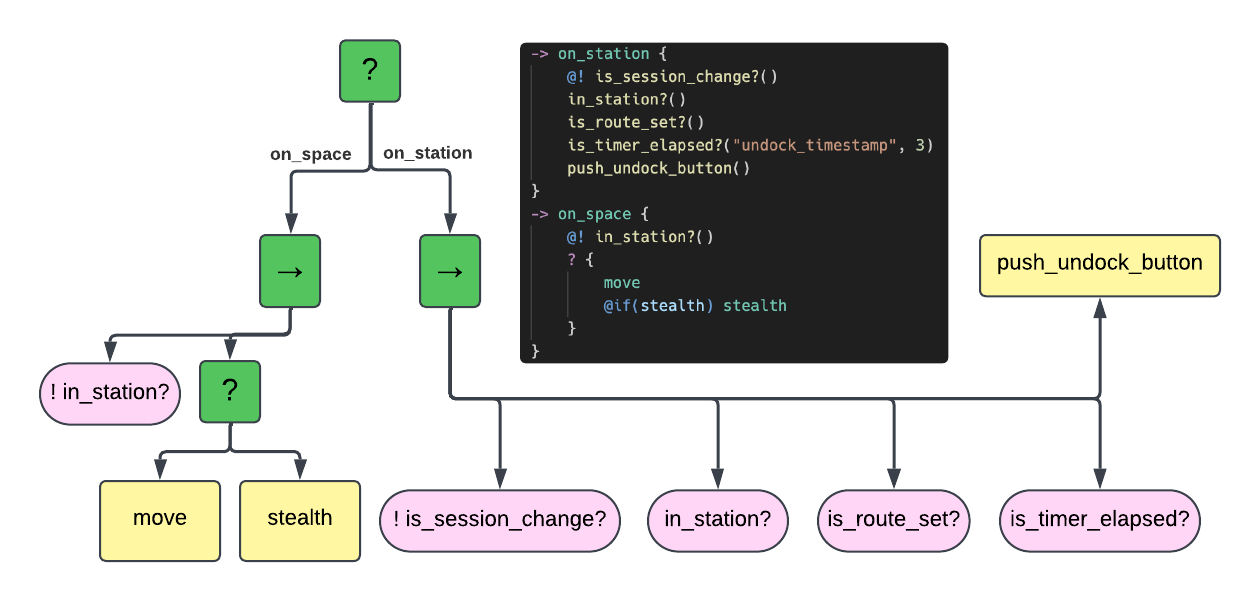 ?
on_space
on_station
→
→
-> on_station {
@! is_session_change?()
in_station?()
is_route_set?()
is_timer_elapsed?("undock_timestamp", 3)
push_undock_button()
}
-> on_space {
@! in_station?()
? {
move
@if(stealth) stealth
}
}
push_undock_button
! in_station?
?
move
stealth
! is_session_change?
in_station?
is_route_set?
is_timer_elapsed?